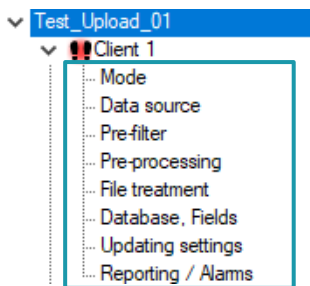 Test_Upload_01
Client 1
Mode
Data source
Pre-filter
Pre-processing
File treatment
Database, Fields
Updating settings
Reporting / Alarms